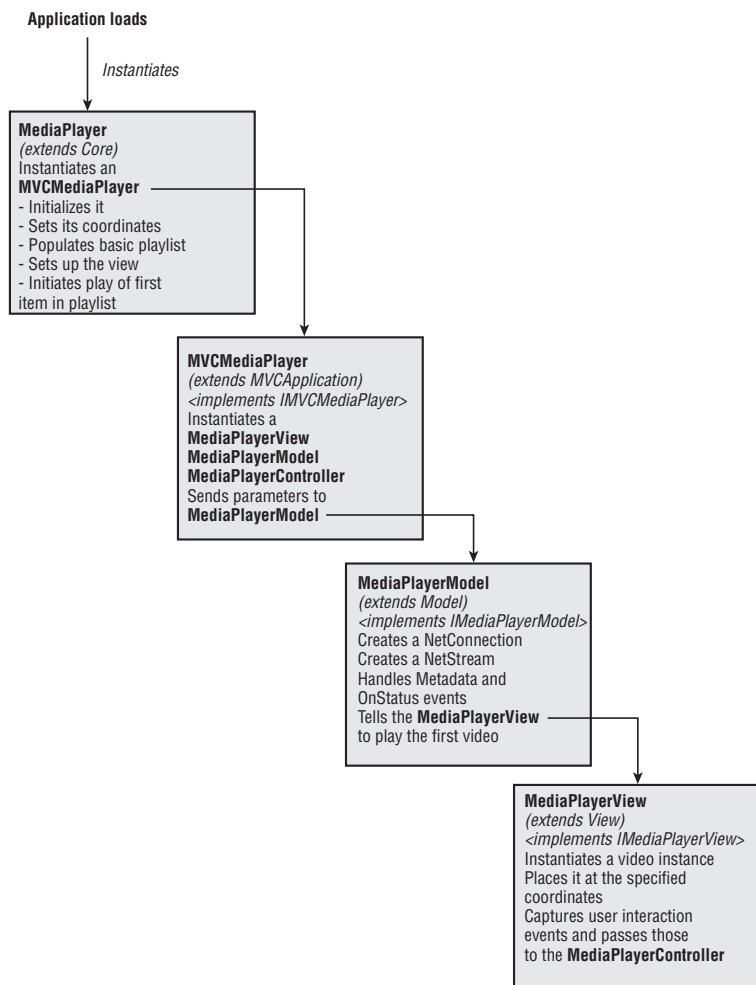 Application loads
Instantiates
MediaPlayer
(extends Core)
Instantiates an
MVCMediaPlayer
- Initializes it
- Sets its coordinates
- Populates basic playlist
- Sets up the view
- Initiates play of first
item in playlist
MVCMediaPlayer
(extends MVCApplication)
<implements IMVCMediaPlayer>
Instantiates a
MediaPlayerView
MediaPlayerModel
MediaPlayerController
Sends parameters to
MediaPlayerModel
MediaPlayerModel
(extends Model)
<implements IMediaPlayerModel>
Creates a NetConnection
Creates a NetStream
Handles Metadata and
OnStatus events
Tells the MediaPlayerView
to play the first video
MediaPlayerView
(extends View)
<implements IMediaPlayerView>
Instantiates a video instance
Places it at the specified
coordinates
Captures user interaction
events and passes those
to the MediaPlayerController